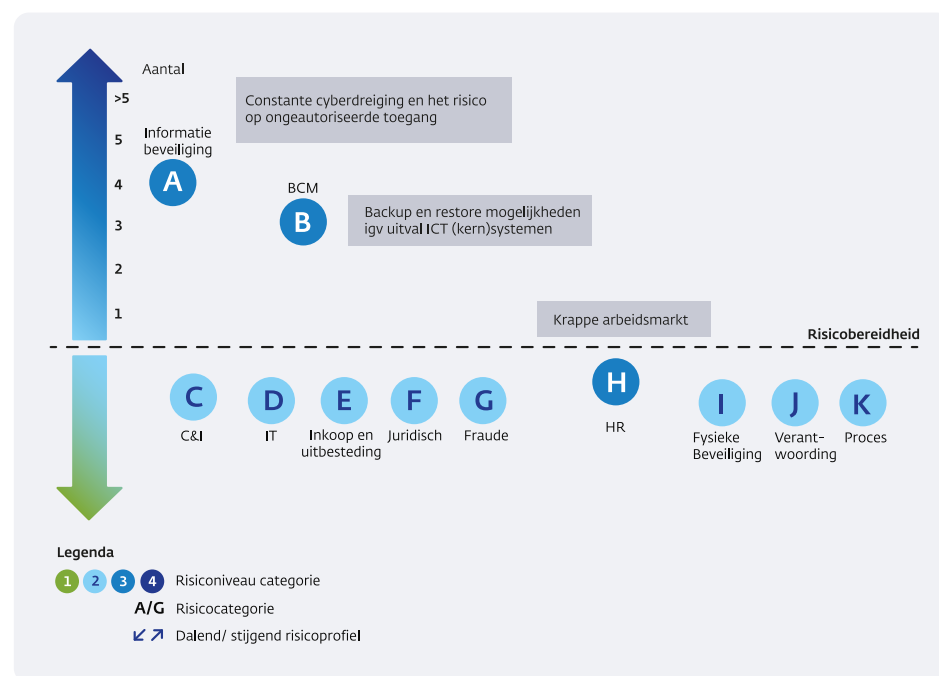 Aantal
>5
5
4
3
2
1
Constante cyberdreiging en het risico
op ongeautoriseerde toegang
Informatie
beveiliging
A
BCM
B
Backup en restore mogelijkheden
igv uitval ICT (kern)systemen
Krappe arbeidsmarkt
Risicobereidheid
C
C&I
D
IT
E
Inkoop en
uitbesteding
F
Juridisch
G
Fraude
H
HR
I
Fysieke
Beveiliging
J
Verant-
woording
K
Proces
Legenda
1 2 3 4 Risiconiveau categorie
A/G Risicocategorie
↙↗ Dalend/ stijgend risicoprofiel